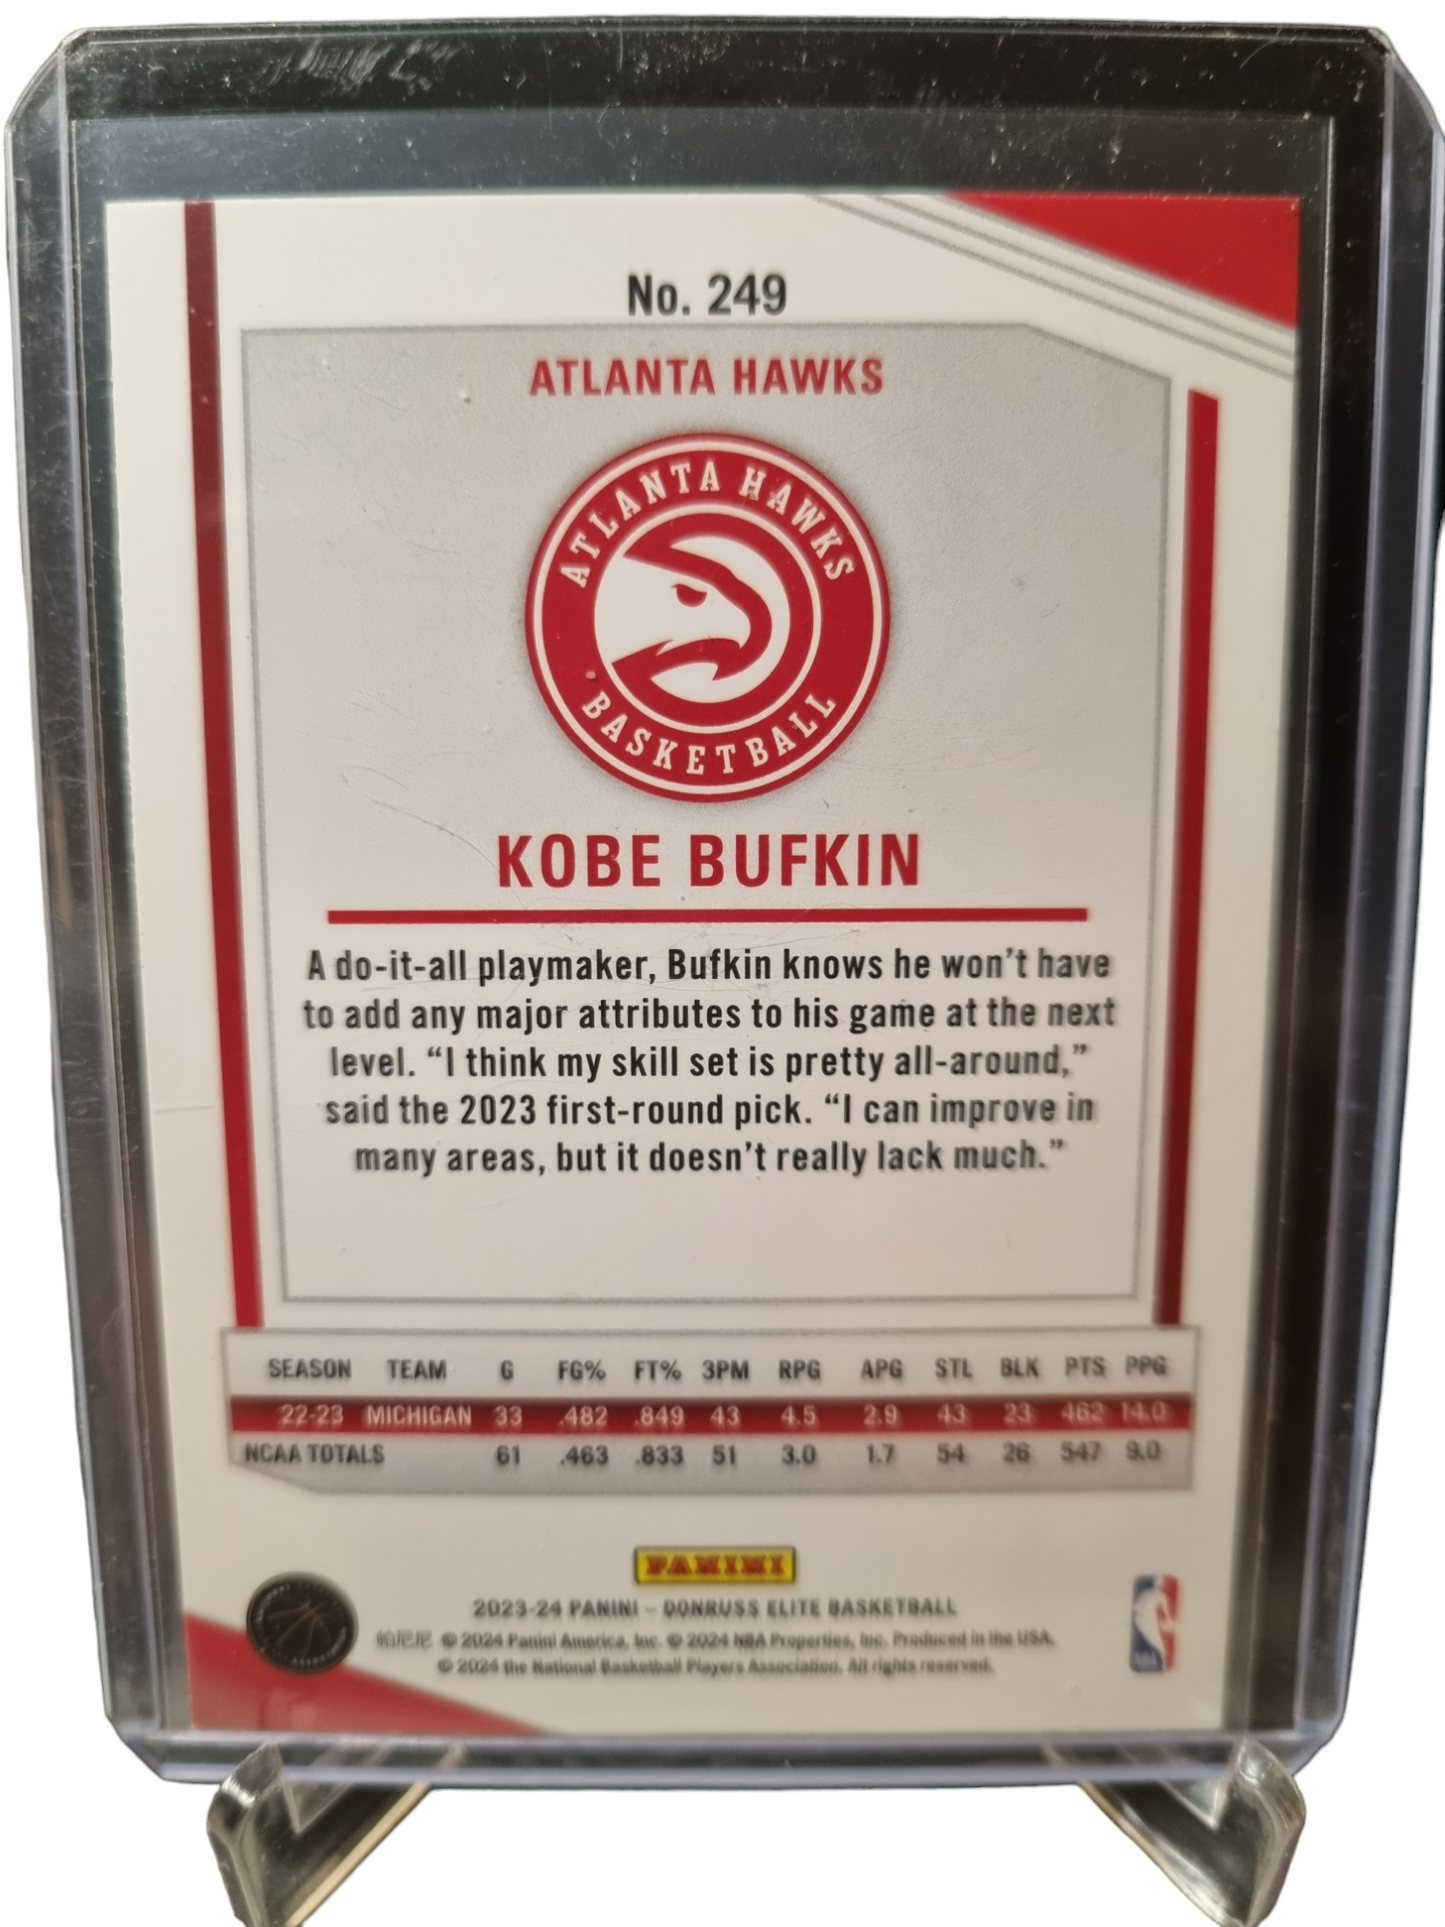 No. 249
ATLANTA HAWKS
ATLANTA HAWKS
BASKETBALL
KOBE BUFKIN
A do-it-all playmaker, Bufkin knows he won't have
to add any major attributes to his game at the next
level. “I think my skill set is pretty all-around,”
said the 2023 first-round pick. “I can improve in
many areas, but it doesn't really lack much.”
SEASON TEAM G FG% FT% 3PM RPG APG STL BLK PTS PPG
22-23 MICHIGAN 33 .482 .849 43 4.5 2.9 43 23 462 14.0
NCAA TOTALS 61 .463 .833 51 3.0 1.7 54 26 547 9.0
PANINI
2023-24 PANINI – DONRUSS ELITE BASKETBALL
帕尼尼 © 2024 Panini America, Inc. © 2024 NBA Properties, Inc. Produced in the USA.
© 2024 the National Basketball Players Association. All rights reserved.
NBA